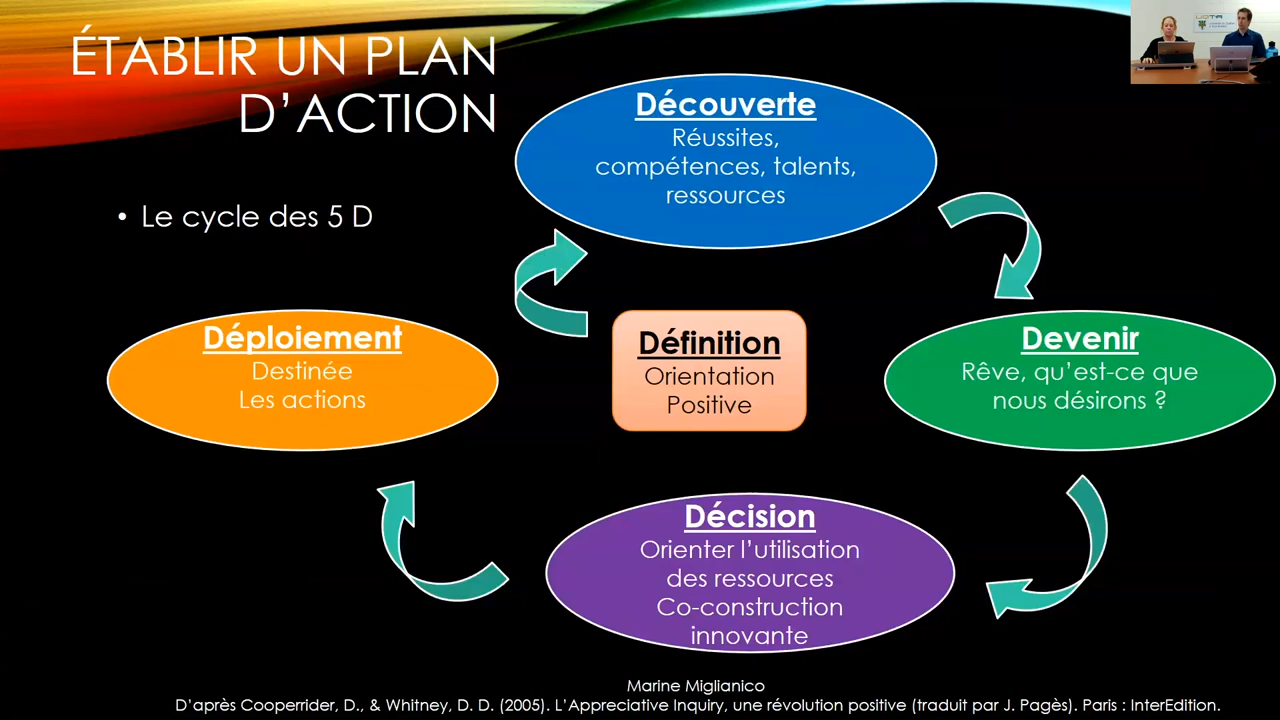 ÉTABLIR UN PLAN
D'ACTION
• Le cycle des 5 D
Découverte
Réussites,
compétences, talents,
ressources
Devenir
Rêve, qu'est-ce que
nous désirons ?
Décision
Orienter l'utilisation
des ressources
Co-construction
innovante
Déploiement
Destinée
Les actions
Définition
Orientation
Positive
Marine Miglianico
D'après Cooperrider, D., & Whitney, D. D. (2005). L'Appreciative Inquiry, une révolution positive (traduit par J. Pagès). Paris : InterEdition.